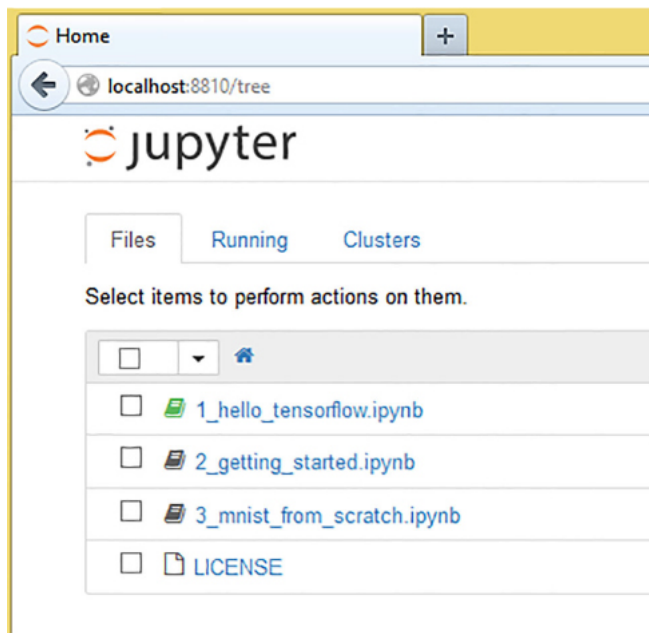 Home
localhost:8810/tree
jupyter
Files Running Clusters
Select items to perform actions on them.
1_hello_tensorflow.ipynb
2_getting_started.ipynb
3_mnist_from_scratch.ipynb
LICENSE